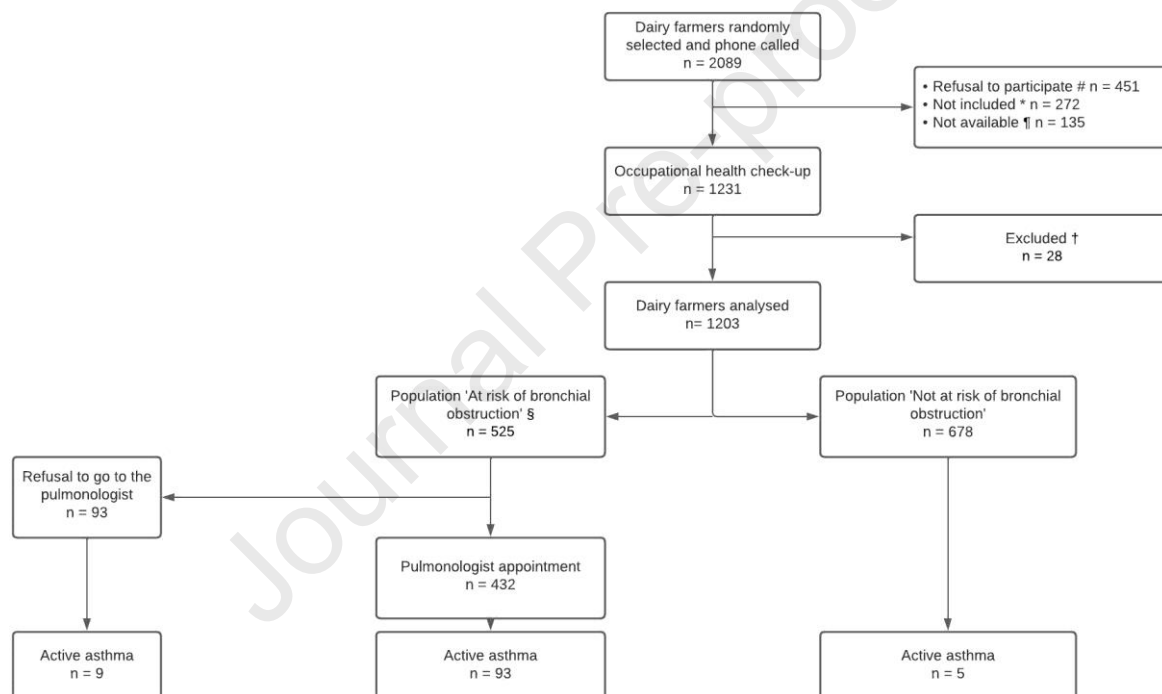 Dairy farmers randomly
selected and phone called
n = 2089
• Refusal to participate # n = 451
• Not included * n = 272
• Not available ¶ n = 135
Occupational health check-up
n = 1231
Excluded †
n = 28
Dairy farmers analysed
n= 1203
Population 'At risk of bronchial
obstruction' §
n = 525
Population 'Not at risk of bronchial
obstruction'
n = 678
Refusal to go to the
pulmonologist
n = 93
Pulmonologist appointment
n = 432
Active asthma
n = 9
Active asthma
n = 93
Active asthma
n = 5
Journal Pre-proo